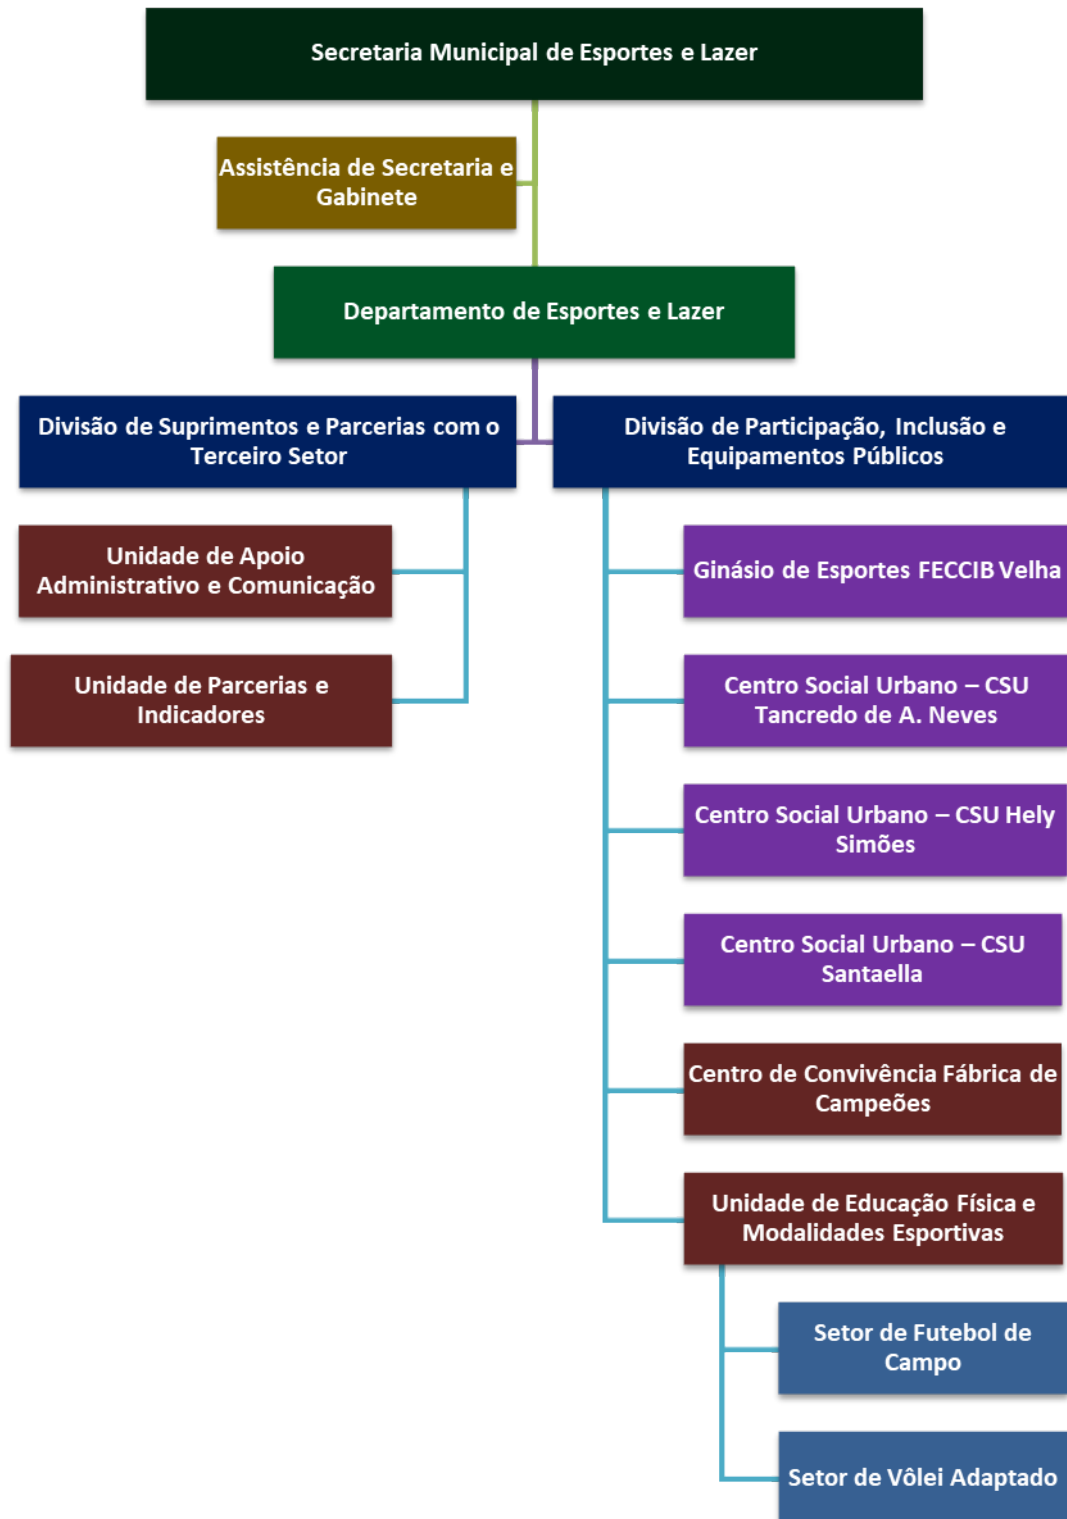 Secretaria Municipal de Esportes e Lazer
Assistência de Secretaria e
Gabinete
Departamento de Esportes e Lazer
Divisão de Suprimentos e Parcerias com o
Terceiro Setor
Divisão de Participação, Inclusão e
Equipamentos Públicos
Unidade de Apoio
Administrativo e Comunicação
Unidade de Parcerias e
Indicadores
Ginásio de Esportes FECCIB Velha
Centro Social Urbano – CSU
Tancredo de A. Neves
Centro Social Urbano – CSU Hely
Simões
Centro Social Urbano – CSU
Santaella
Centro de Convivência Fábrica de
Campeões
Unidade de Educação Física e
Modalidades Esportivas
Setor de Futebol de
Campo
Setor de Vôlei Adaptado